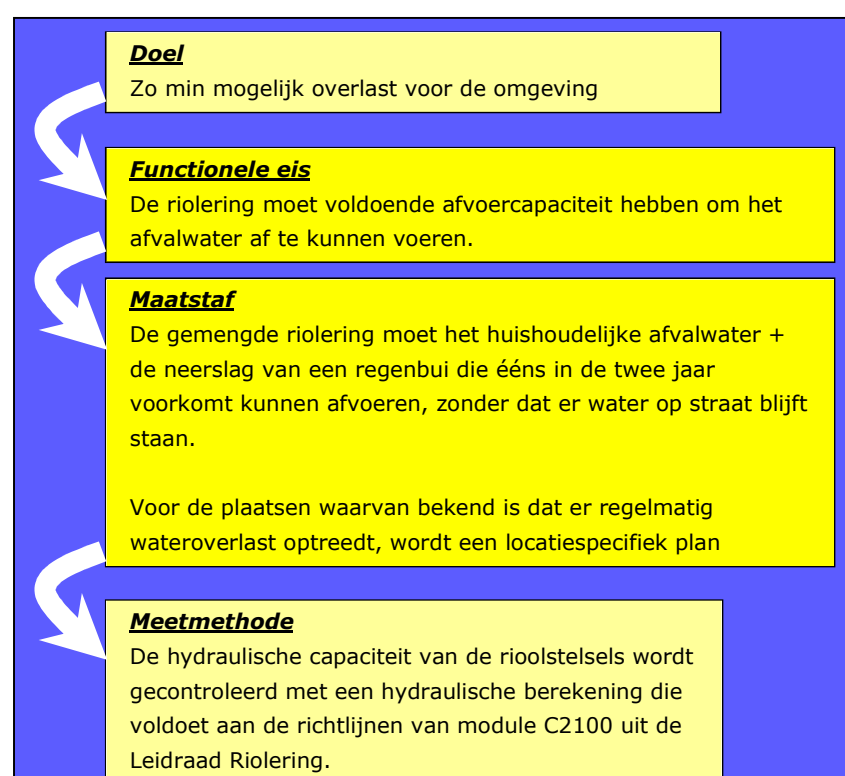 Doel
Zo min mogelijk overlast voor de omgeving
Functionele eis
De riolering moet voldoende afvoercapaciteit hebben om het
afvalwater af te kunnen voeren.
Maatstaf
De gemengde riolering moet het huishoudelijke afvalwater +
de neerslag van een regenbui die ééns in de twee jaar
voorkomt kunnen afvoeren, zonder dat er water op straat blijft
staan.
Voor de plaatsen waarvan bekend is dat er regelmatig
wateroverlast optreedt, wordt een locatiespecifiek plan
Meetmethode
De hydraulische capaciteit van de rioolstelsels wordt
gecontroleerd met een hydraulische berekening die
voldoet aan de richtlijnen van module C2100 uit de
Leidraad Riolering.